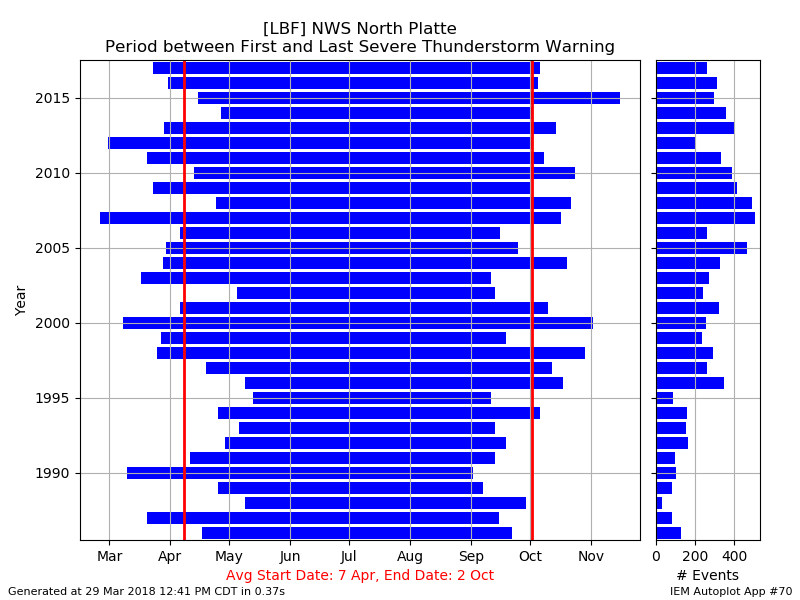 [LBF] NWS North Platte
Period between First and Last Severe Thunderstorm Warning
2015
2010
2005
2000
1995
1990
Year
Mar Apr May Jun Jul Aug Sep Oct Nov
0 200 400
Avg Start Date: 7 Apr, End Date: 2 Oct
# Events
Generated at 29 Mar 2018 12:41 PM CDT in 0.37s
IEM Autoplot App #70